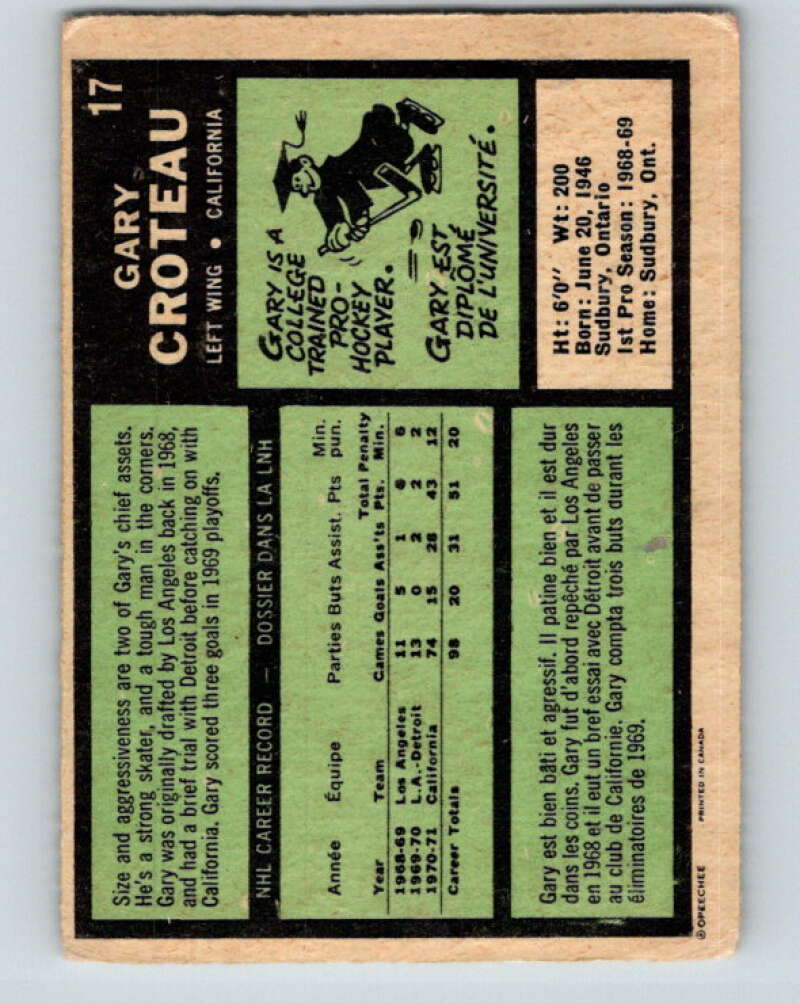 17
GARY
CROTEAU
LEFT WING • CALIFORNIA
GARY IS A
COLLEGE
TRAINED
PRO-
HOCKEY
PLAYER.
GARY EST
DIPLÔMÉ
DE L'UNIVERSITÉ.
Ht: 6'0" Wt: 200
Born: June 20, 1946
Sudbury, Ontario
1st Pro Season: 1968-69
Home: Sudbury, Ont.
Size and aggressiveness are two of Gary's chief assets.
He's a strong skater, and a tough man in the corners.
Gary was originally drafted by Los Angeles back in 1968,
and had a brief trial with Detroit before catching on with
California. Gary scored three goals in 1969 playoffs.
NHL CAREER RECORD — DOSSIER DANS LA LNH
Min.
Année Équipe Parties Buts Assist. Pts pun.
Total Penalty
Year Team Games Goals Ass'ts Pts. Min.
1968-69 Los Angeles 11 5 1 6 6
1969-70 L.A.-Detroit 13 0 2 2 2
1970-71 California 74 15 28 43 12
Career Totals 98 20 31 51 20
Gary est bien bâti et agressif. Il patine bien et il est dur
dans les coins. Gary fut d'abord repêché par Los Angeles
en 1968 et il eut un bref essai avec Détroit avant de passer
au club de Californie. Gary compta trois buts durant les
éliminatoires de 1969.
© OPEECHEE PRINTED IN CANADA